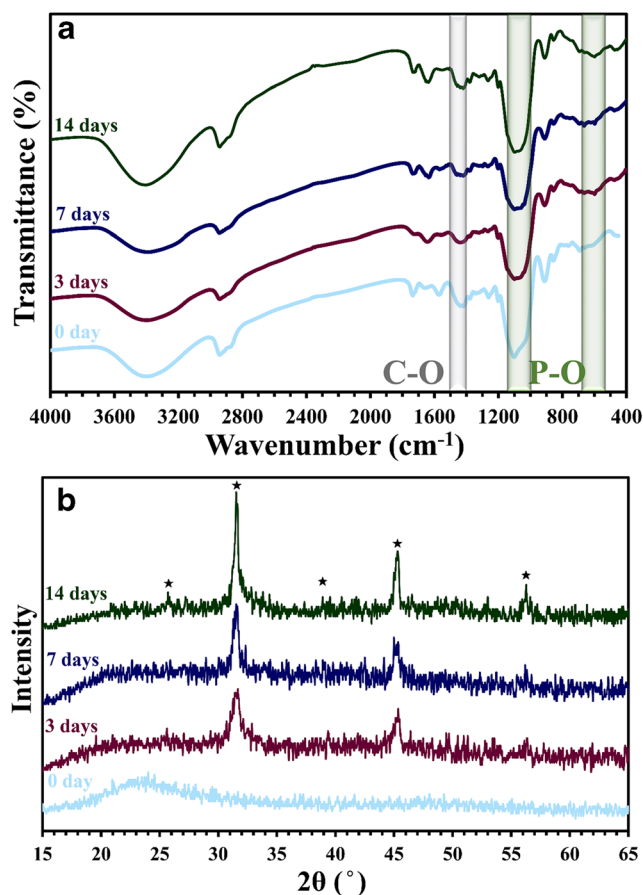 a
Transmittance (%)
14 days
7 days
3 days
0 day
C-O
P-O
4000 3600 3200 2800 2400 2000 1600 1200 800 400
Wavenumber (cm-1)
b
Intensity
14 days
7 days
3 days
0 day
15 20 25 30 35 40 45 50 55 60 65
2θ (°)